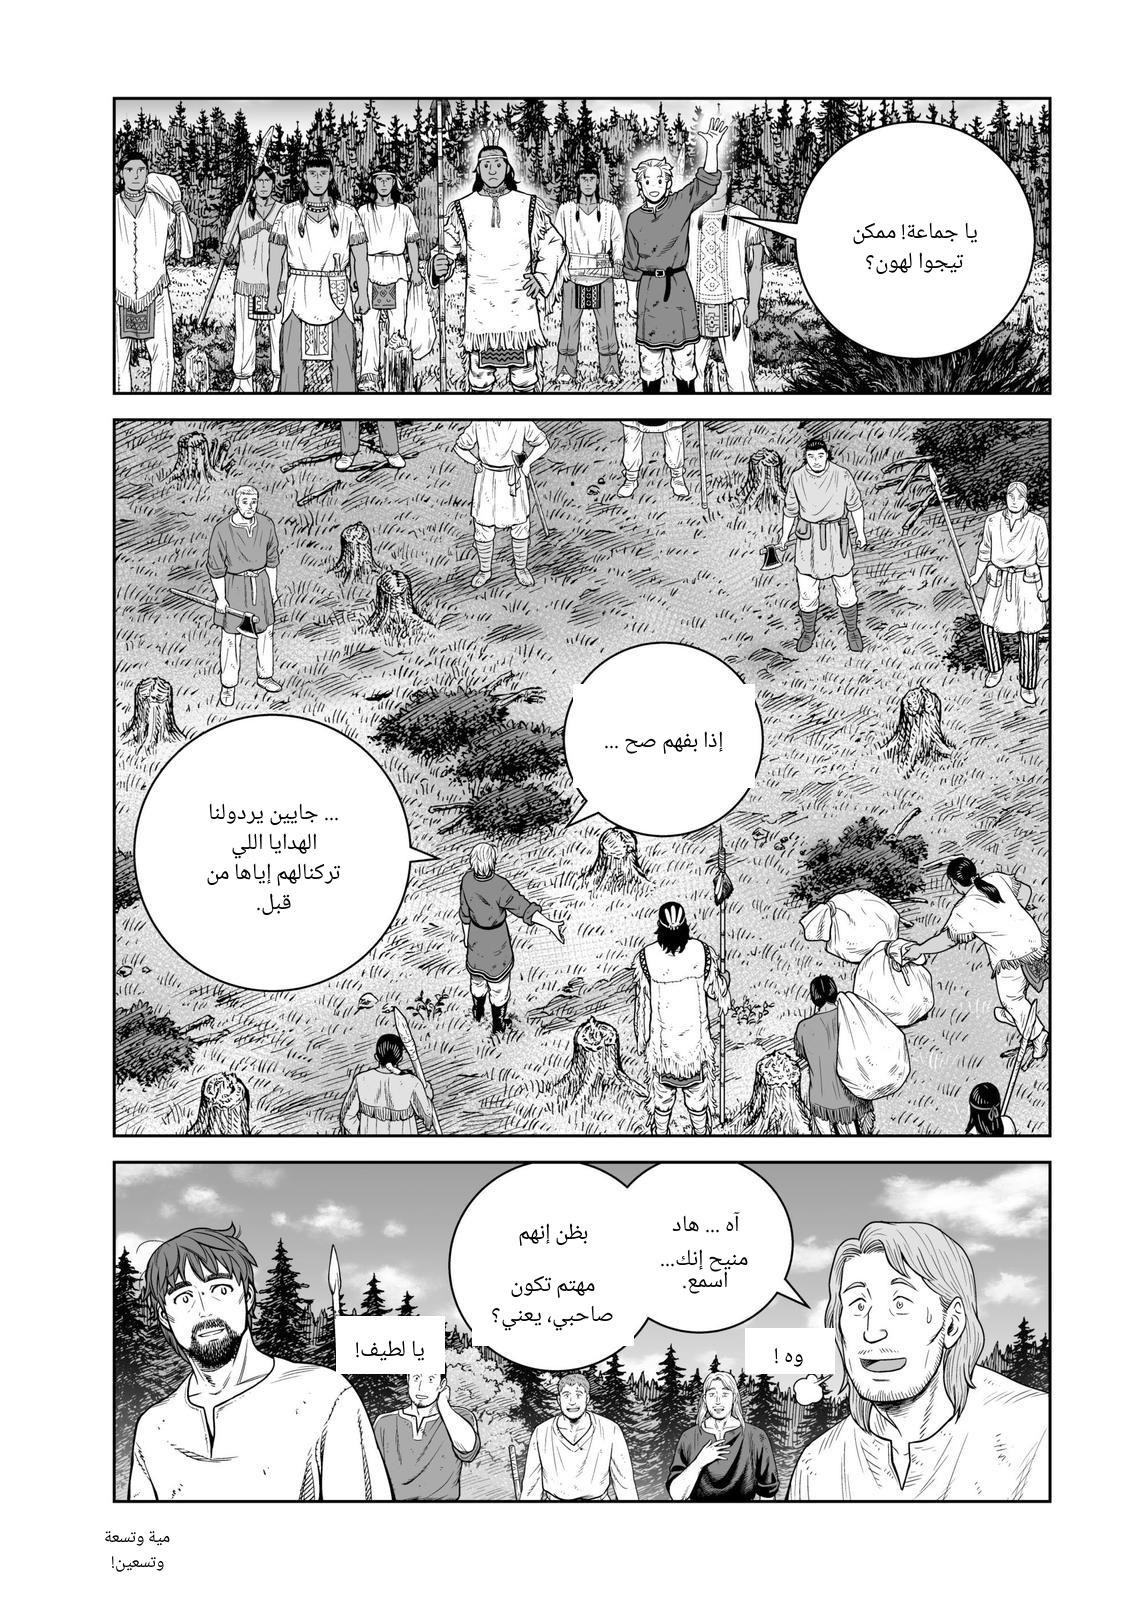 يا جماعة! ممكن
تيجوا لهون؟
إذا بفهم صح ...
... جايين يردولنا
الهدايا اللي
تركنالهم إياها من
قبل.
آه ... هاد
منيح إنك...
اسمع.
بظن إنهم
مهتم تكون
صاحبي، يعني؟
وه !
يا لطيف!
مية وتسعة
وتسعين!